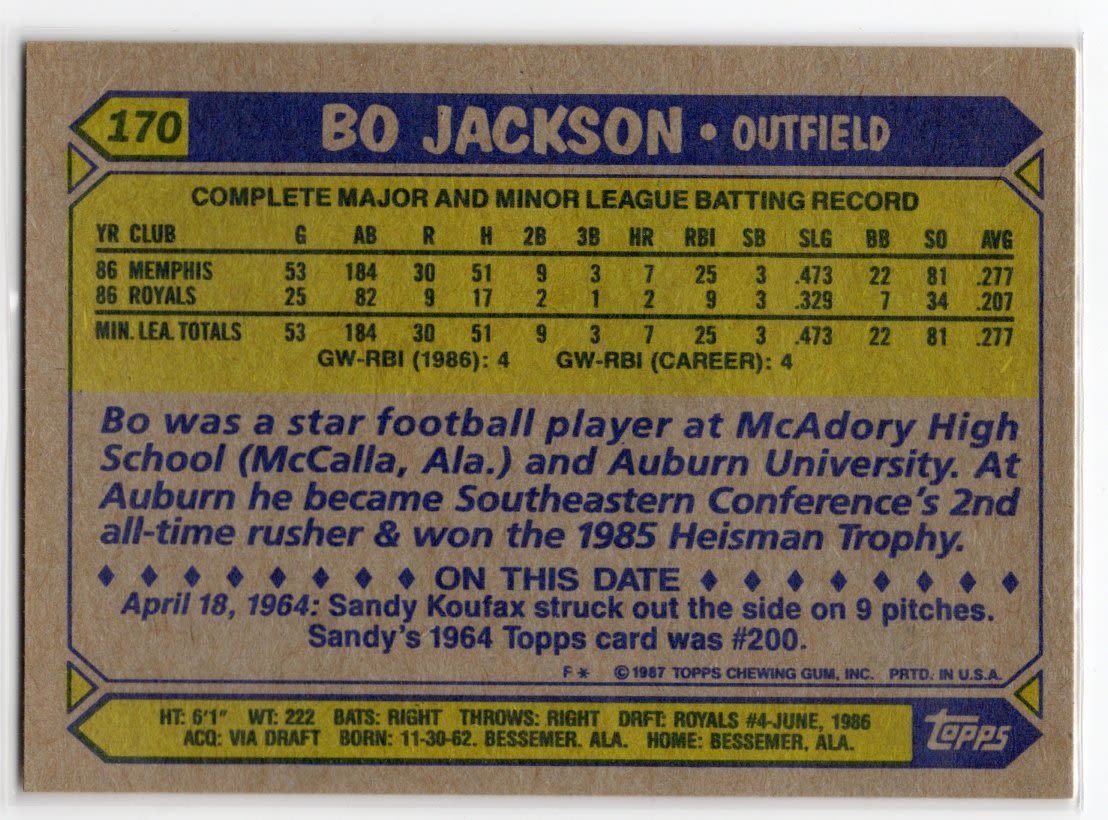 170 BO JACKSON • OUTFIELD
COMPLETE MAJOR AND MINOR LEAGUE BATTING RECORD
YR CLUB G AB R H 2B 3B HR RBI SB SLG BB SO AVG
86 MEMPHIS 53 184 30 51 9 3 7 25 3 .473 22 81 .277
86 ROYALS 25 82 9 17 2 1 2 9 3 .329 7 34 .207
MIN. LEA. TOTALS 53 184 30 51 9 3 7 25 3 .473 22 81 .277
GW-RBI (1986): 4 GW-RBI (CAREER): 4
Bo was a star football player at McAdory High
School (McCalla, Ala.) and Auburn University. At
Auburn he became Southeastern Conference's 2nd
all-time rusher & won the 1985 Heisman Trophy.
♦ ♦ ♦ ♦ ♦ ♦ ♦ ♦ ON THIS DATE ♦ ♦ ♦ ♦ ♦ ♦ ♦ ♦
April 18, 1964: Sandy Koufax struck out the side on 9 pitches.
Sandy's 1964 Topps card was #200.
F * © 1987 TOPPS CHEWING GUM, INC. PRTD. IN U.S.A.
HT: 6'1" WT: 222 BATS: RIGHT THROWS: RIGHT DRFT: ROYALS #4-JUNE, 1986
ACQ: VIA DRAFT BORN: 11-30-62. BESSEMER. ALA. HOME: BESSEMER, ALA.
Topps